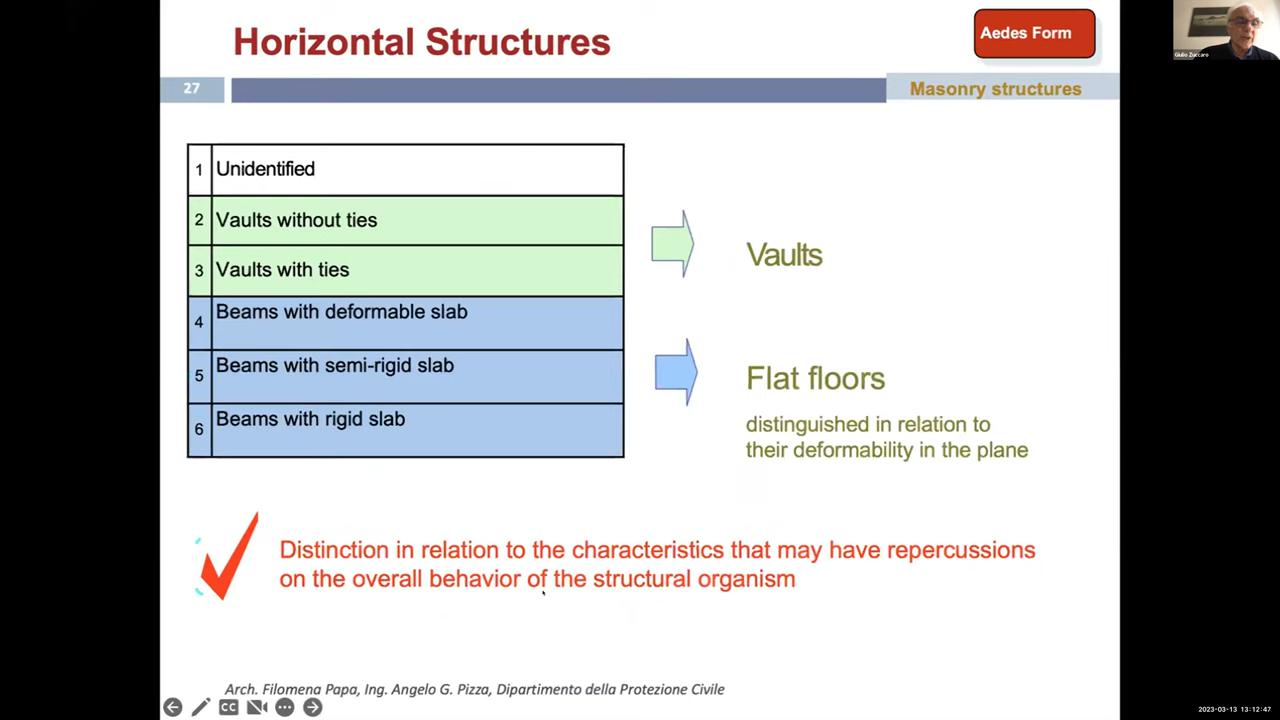 Horizontal Structures
Aedes Form
Giulio Zuccaro
27
Masonry structures
1 Unidentified
2 Vaults without ties
3 Vaults with ties
4 Beams with deformable slab
5 Beams with semi-rigid slab
6 Beams with rigid slab
Vaults
Flat floors
distinguished in relation to
their deformability in the plane
Distinction in relation to the characteristics that may have repercussions
on the overall behavior of the structural organism
Arch. Filomena Papa, Ing. Angelo G. Pizza, Dipartimento della Protezione Civile
CC
2023-03-13 13:12:47